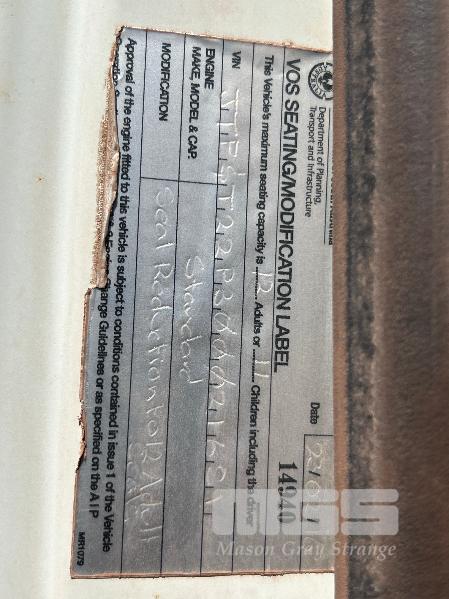 Department of Planning,
Transport and Infrastructure
VOS SEATING/MODIFICATION LABEL
Date
14940
This Vehicle's maximum seating capacity is 12 Adults or 11 Children including the driver
VIN
ENGINE
MAKE, MODEL & CAP.
Standard
MODIFICATION
Seat Reduction to 12 Adult
Approval of the engine fitted to this vehicle is subject to conditions contained in issue 1 of the Vehicle
Change Guidelines or as specified on the A I P
MR1079
MGS
Mason Gray Strange